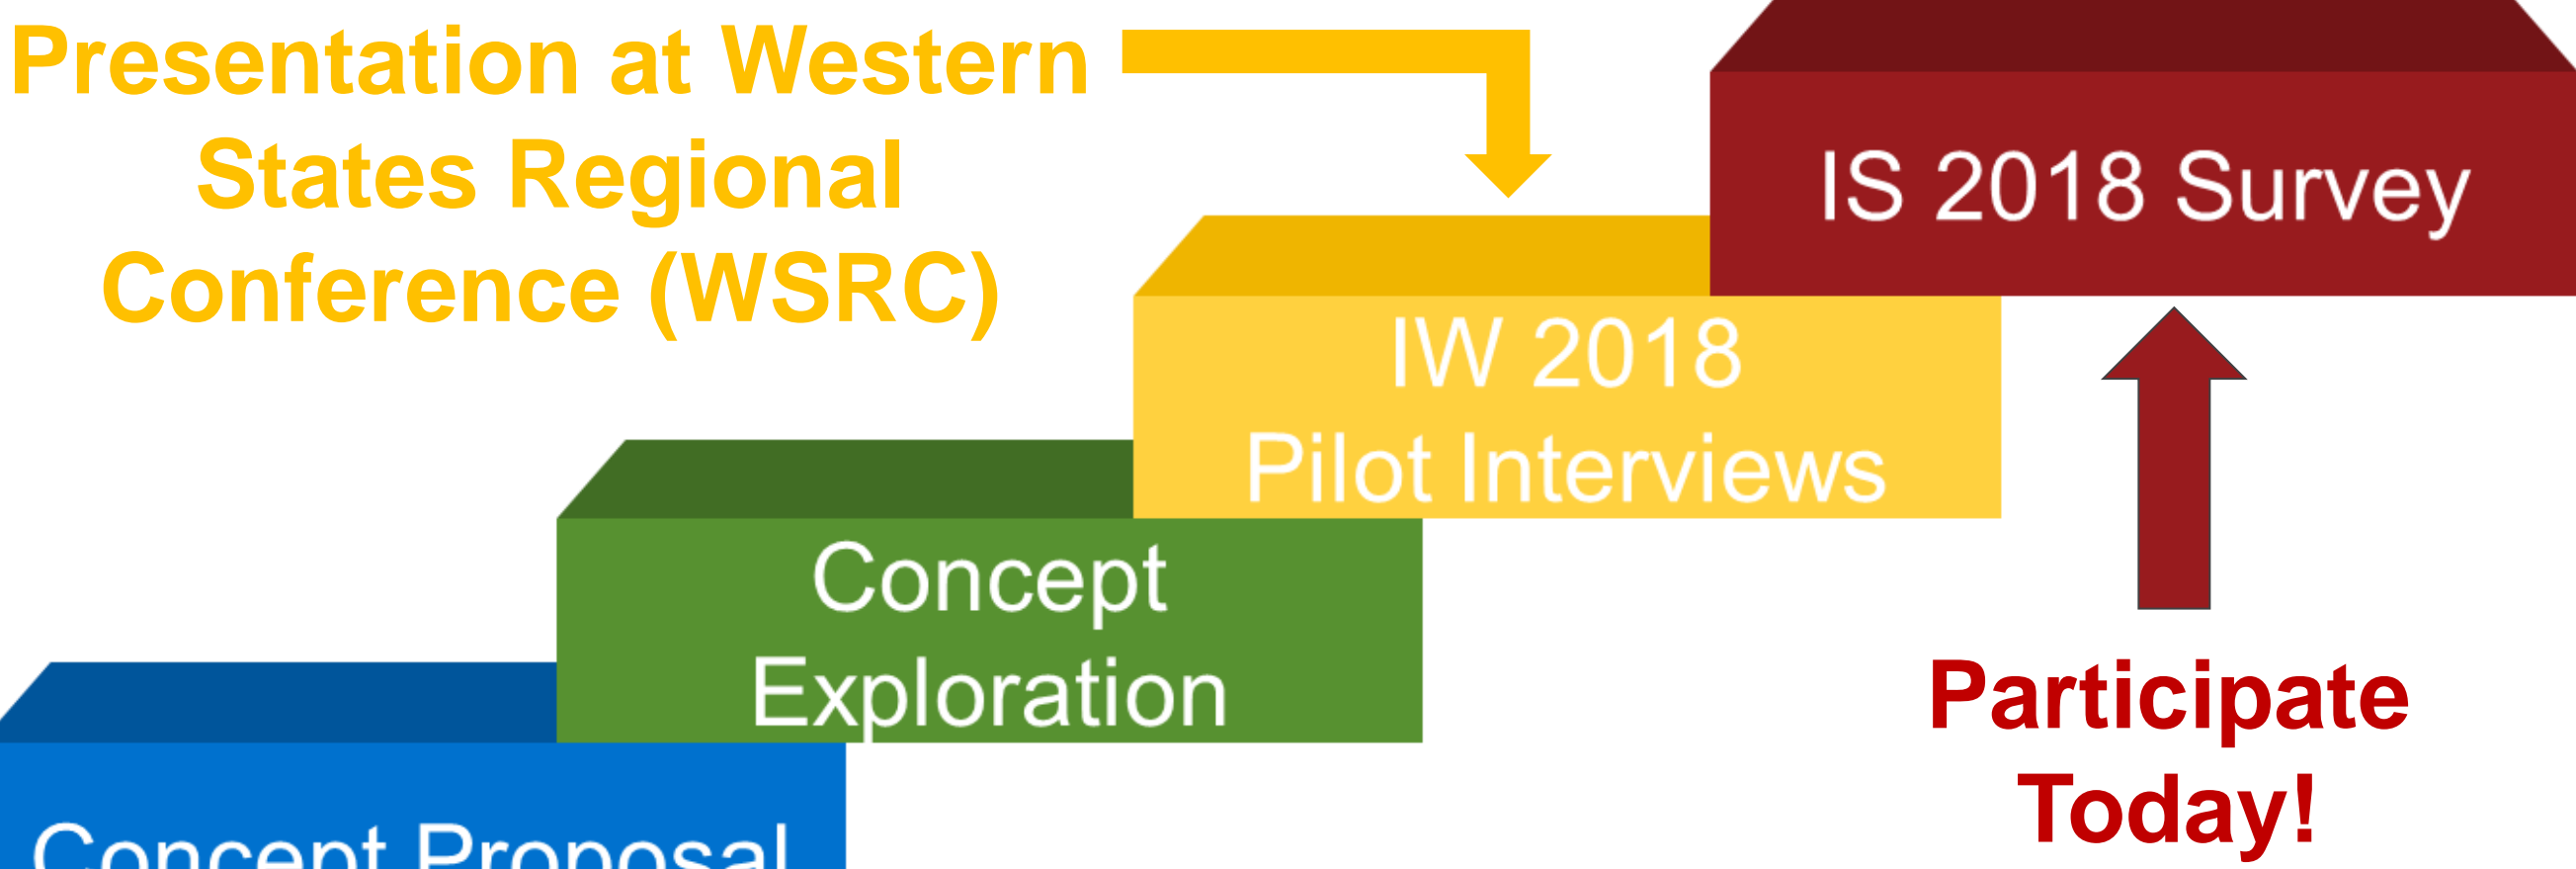 Presentation at Western
States Regional
Conference (WSRC)
IS 2018 Survey
IW 2018
Pilot Interviews
Concept
Exploration
Participate
Today!
Concept Proposal